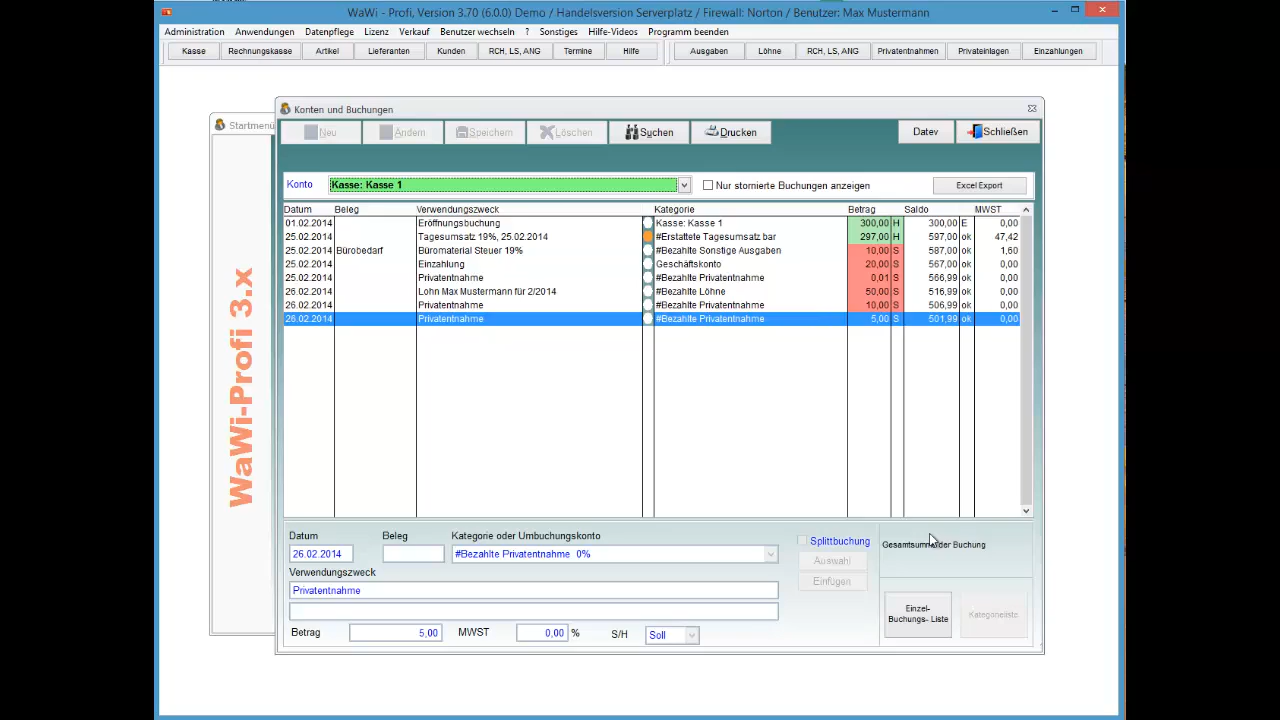 WaWi - Profi, Version 3.70 (6.0.0) Demo / Handelsversion Serverplatz / Firewall: Norton / Benutzer: Max Mustermann
Administration Anwendungen Datenpflege Lizenz Verkauf Benutzer wechseln ? Sonstiges Hilfe-Videos Programm beenden
Kasse Rechnungskasse Artikel Lieferanten Kunden RCH, LS, ANG Termine Hilfe Ausgaben Löhne RCH, LS, ANG Privatentnahmen Privateinlagen Einzahlungen
Startmenü
WaWi-Profi 3.x
Konten und Buchungen
Neu Ändern Speichern Löschen Suchen Drucken Datev Schließen
Konto Kasse: Kasse 1 Nur stornierte Buchungen anzeigen Excel Export
Datum Beleg Verwendungszweck Kategorie Betrag Saldo MWST
01.02.2014 Eröffnungsbuchung Kasse: Kasse 1 300,00 H 300,00 E 0,00
25.02.2014 Tagesumsatz 19%, 25.02.2014 #Erstattete Tagesumsatz bar 297,00 H 597,00 ok 47,42
25.02.2014 Bürobedarf Büromaterial Steuer 19% #Bezahlte Sonstige Ausgaben 10,00 S 587,00 ok 1,60
25.02.2014 Einzahlung Geschäftskonto 20,00 S 567,00 ok 0,00
25.02.2014 Privatentnahme #Bezahlte Privatentnahme 0,01 S 566,99 ok 0,00
26.02.2014 Lohn Max Mustermann für 2/2014 #Bezahlte Löhne 50,00 S 516,99 ok 0,00
26.02.2014 Privatentnahme #Bezahlte Privatentnahme 10,00 S 506,99 ok 0,00
26.02.2014 Privatentnahme #Bezahlte Privatentnahme 5,00 S 501,99 ok 0,00
Datum Beleg Kategorie oder Umbuchungskonto
26.02.2014 #Bezahlte Privatentnahme 0%
Splittbuchung
Auswahl
Einfügen
Gesamtsumme der Buchung
Verwendungszweck
Privatentnahme
Betrag 5,00 MWST 0,00 % S/H Soll
Einzel-
Buchungs- Liste
Kategorieliste